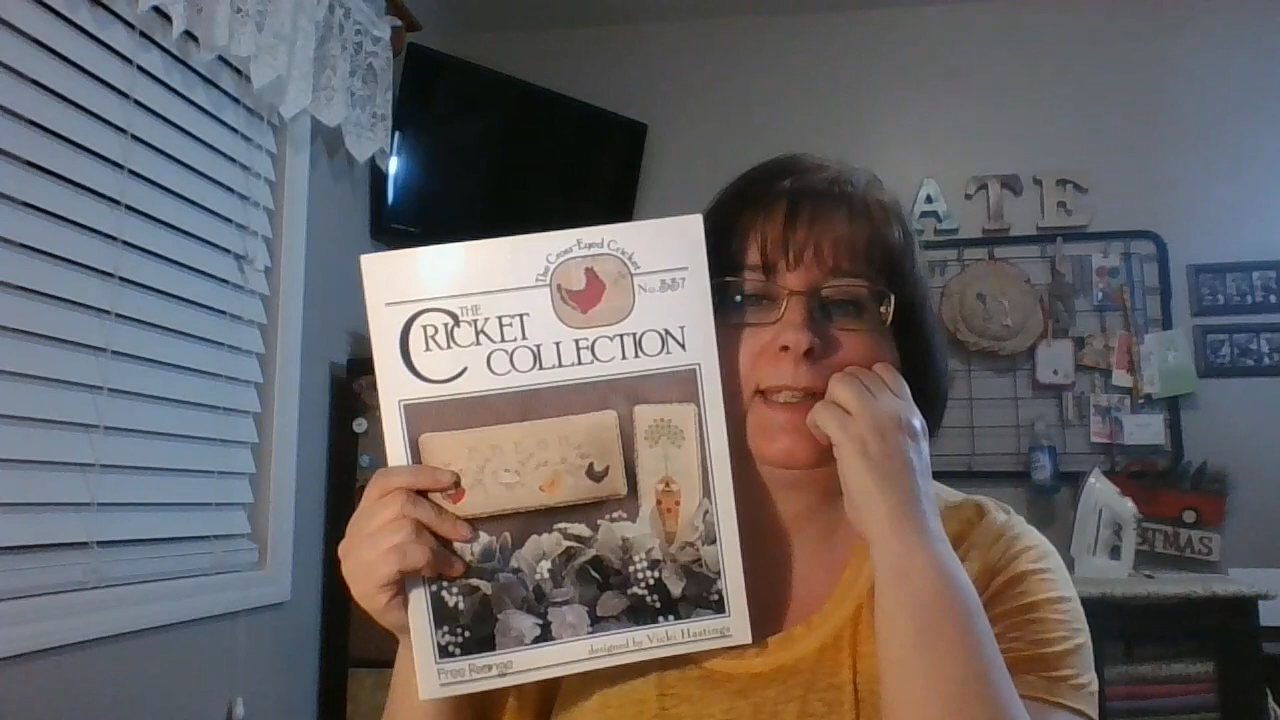 ATE
The Cross-Eyed Cricket
No. 337
THE
CRICKET
COLLECTION
designed by Vicki Hastings
Free Range
STMAS